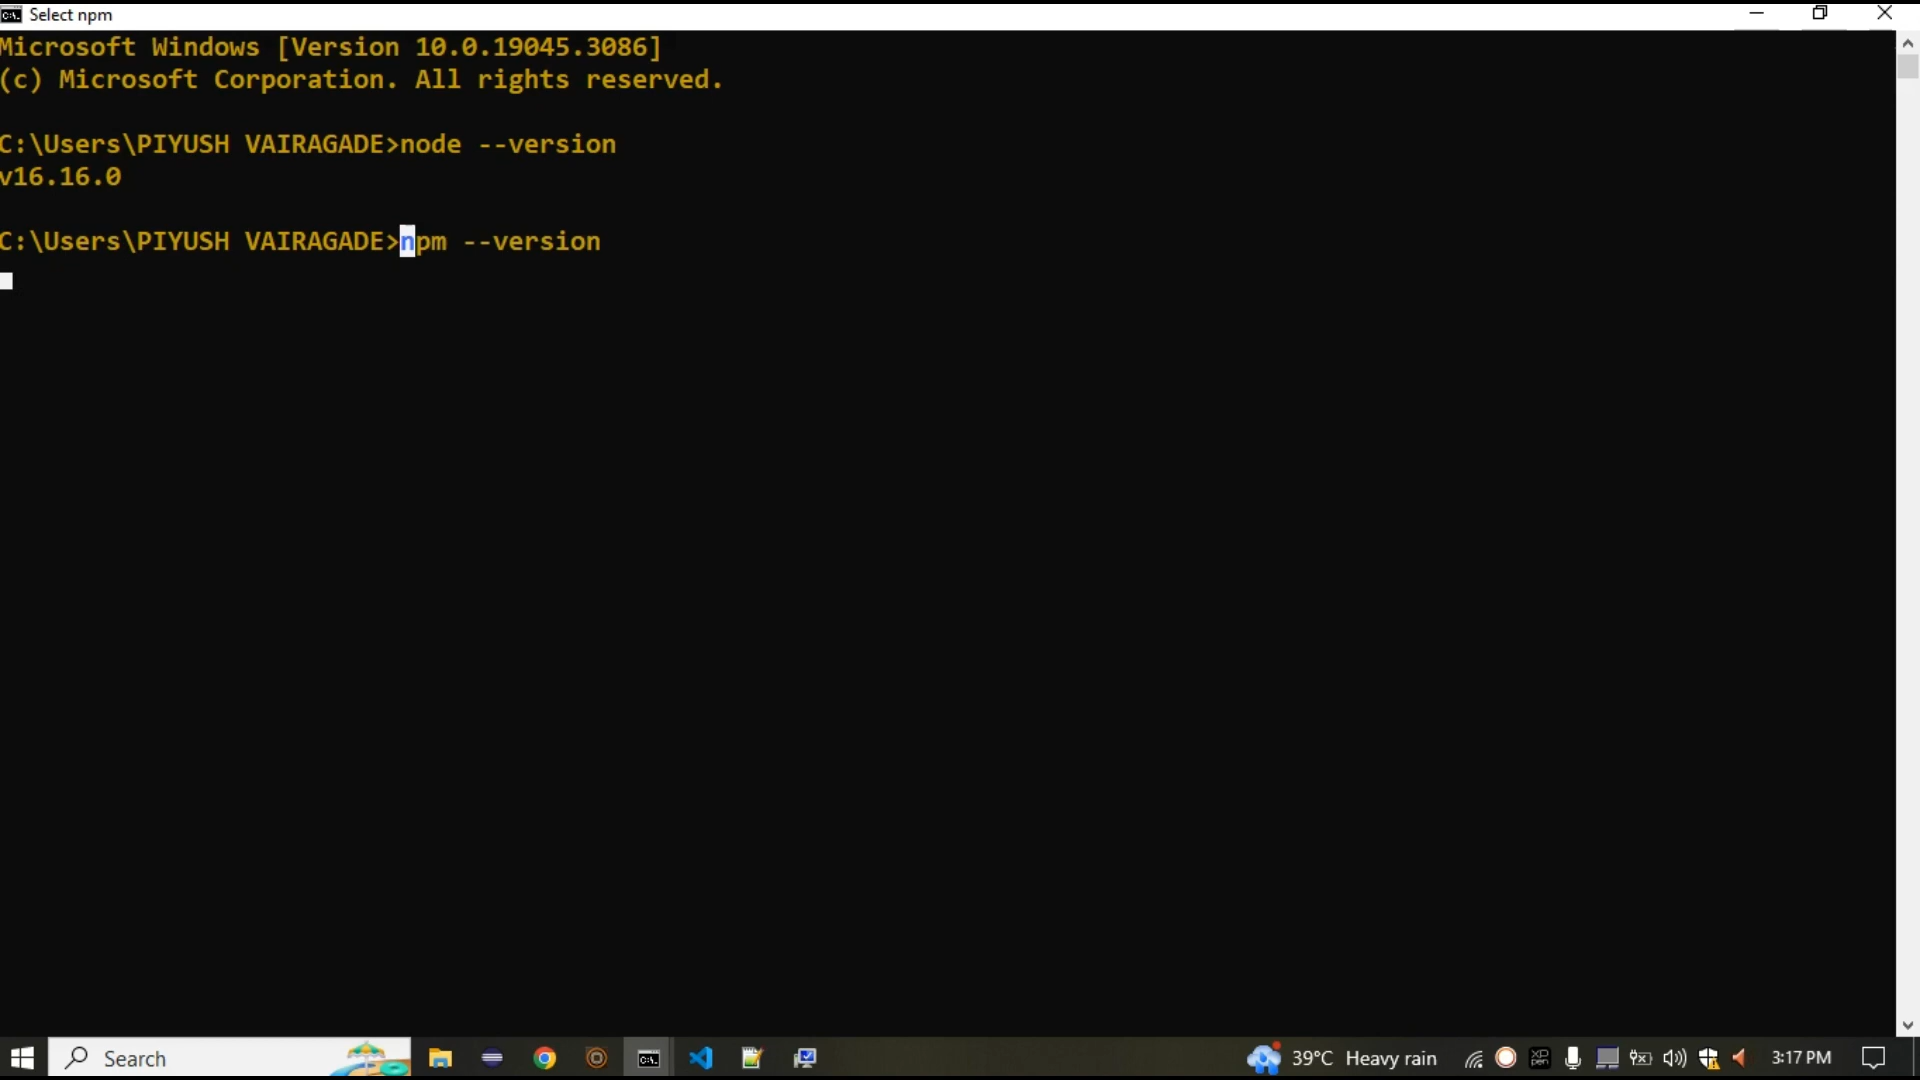 Select npm
Microsoft Windows [Version 10.0.19045.3086]
(c) Microsoft Corporation. All rights reserved.
C:\Users\PIYUSH VAIRAGADE>node --version
v16.16.0
C:\Users\PIYUSH VAIRAGADE>npm --version
Search
39°C Heavy rain
3:17 PM